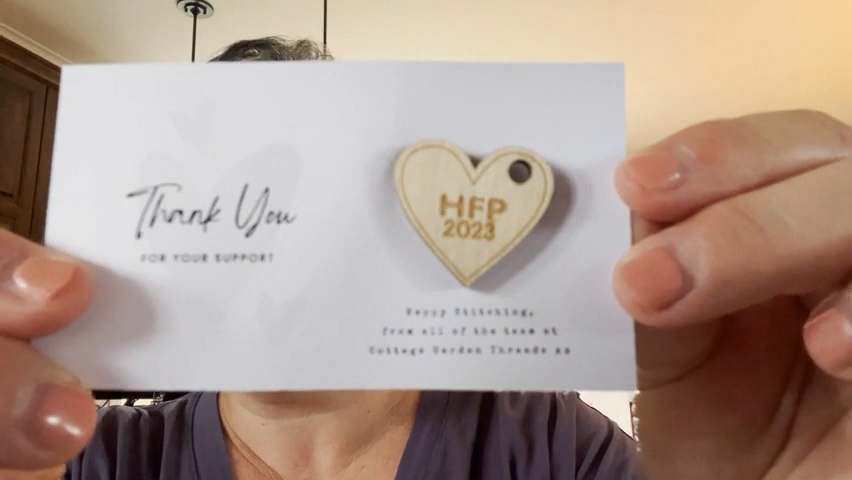 Thank You
FOR YOUR SUPPORT
HFP
2023
Happy Stitching,
from all of the team at
Cottage Garden Threads xx